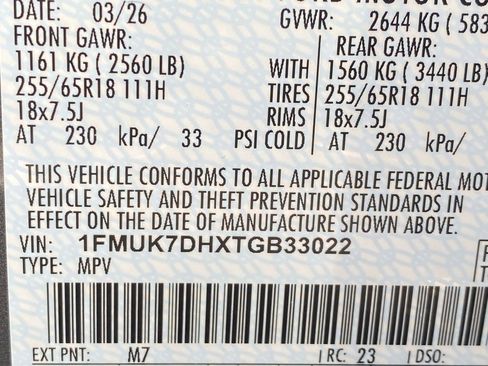 DATE: 03/26 GVWR: 2644 KG ( 583
FRONT GAWR: REAR GAWR:
1161 KG ( 2560 LB) WITH 1560 KG ( 3440 LB)
255/65R18 111H TIRES 255/65R18 111H
18x7.5J RIMS 18x7.5J
AT 230 kPa/ 33 PSI COLD AT 230 kPa/
THIS VEHICLE CONFORMS TO ALL APPLICABLE FEDERAL MOT
VEHICLE SAFETY AND THEFT PREVENTION STANDARDS IN
EFFECT ON THE DATE OF MANUFACTURE SHOWN ABOVE.
VIN: 1FMUK7DHXTGB33022
TYPE: MPV
EXT PNT: M7 RC: 23 DSO: